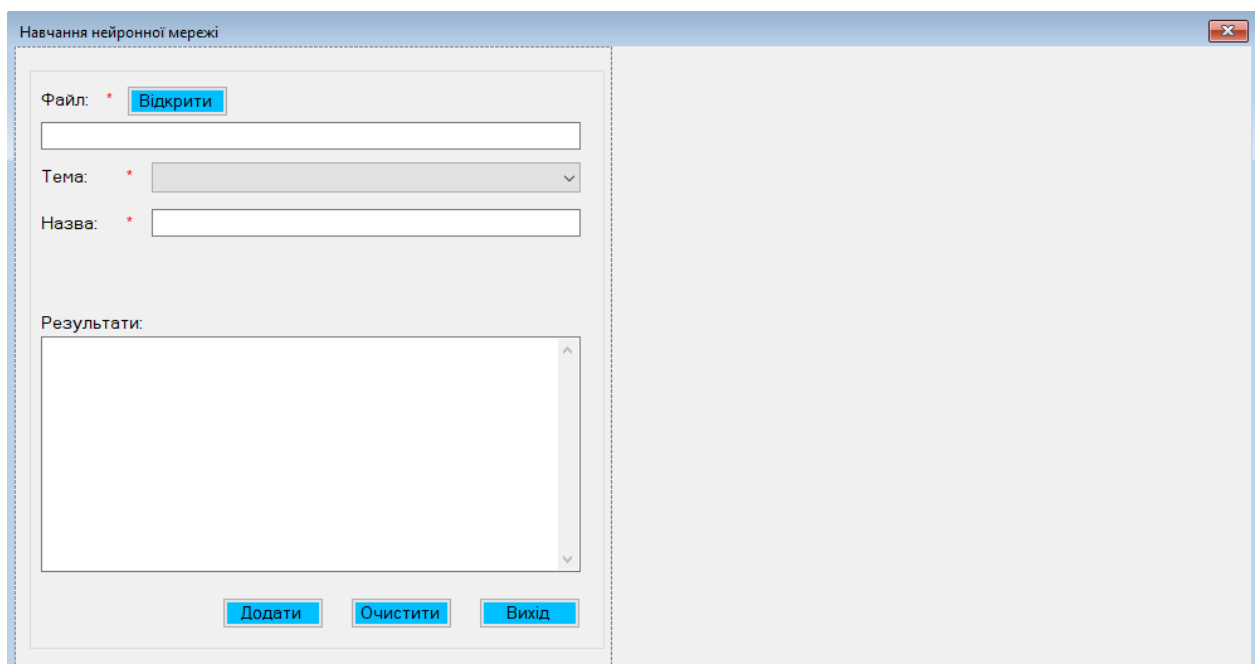 Навчання нейронної мережі
Файл: * Відкрити
Тема: *
Назва: *
Результати:
Додати Очистити Вихід